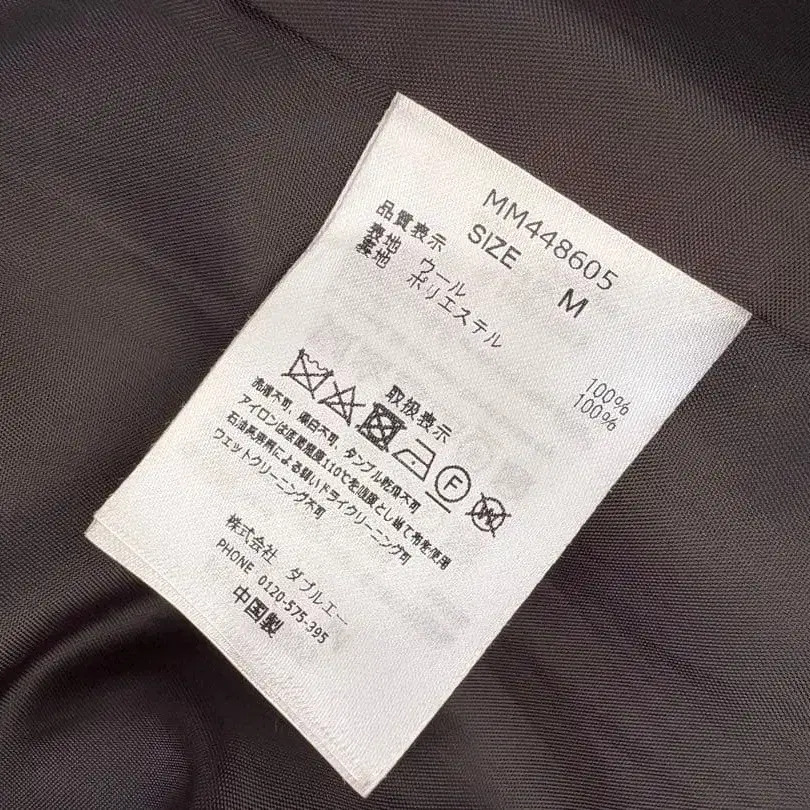 MM448605
SIZE M
品質表示
表地 ウール 100%
裏地 ポリエステル 100%
取扱表示
F
W
洗濯不可, 漂白不可, タンブル乾燥不可
アイロンは底面温度110℃を限度とし当て布を使用
石油系溶剤による弱いドライクリーニング可
ウェットクリーニング不可
株式会社 ダブルエー
PHONE 0120-575-395
中国製